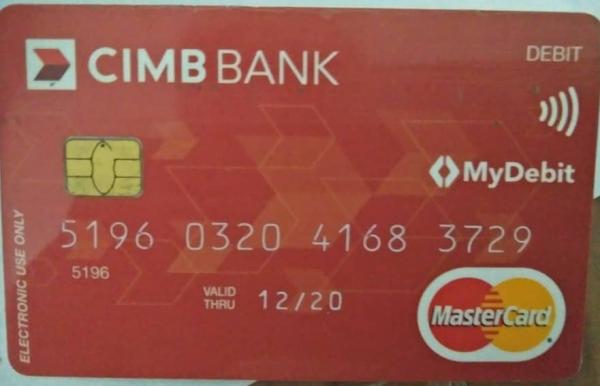 CIMB BANK
DEBIT
MyDebit
5196 0320 4168 3729
5196
VALID THRU 12/20
ELECTRONIC USE ONLY
MasterCard